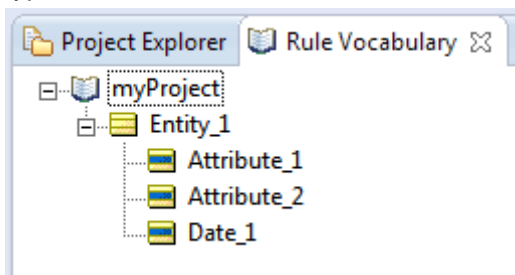 Project Explorer Rule Vocabulary
myProject
Entity_1
Attribute_1
Attribute_2
Date_1